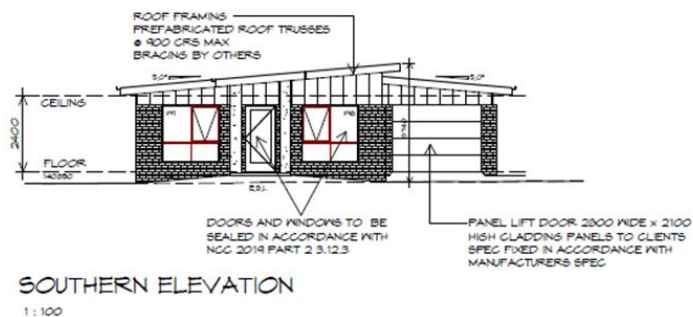 ROOF FRAMING
PREFABRICATED ROOF TRUSSES
@ 900 CRS MAX
BRACING BY OTHERS
5.0°
5.0°
CEILING
2400
FLOOR
E.G.L
DOORS AND WINDOWS TO BE
SEALED IN ACCORDANCE WITH
NCC 2019 PART 2 3.12.3
PANEL LIFT DOOR 2800 WIDE x 2100
HIGH CLADDING PANELS TO CLIENTS
SPEC FIXED IN ACCORDANCE WITH
MANUFACTURERS SPEC
SOUTHERN ELEVATION
1 : 100